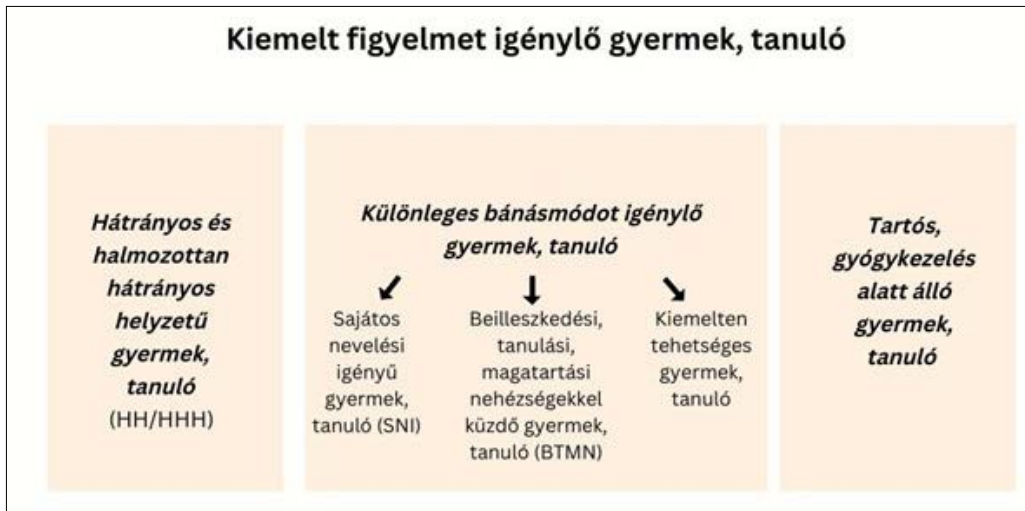 Kiemelt figyelmet igénylő gyermek, tanuló
Hátrányos és
halmozottan
hátrányos
helyzetű
gyermek,
tanuló
(HH/HHH)
Különleges bánásmódot igénylő
gyermek, tanuló
Sajátos
nevelési
igényű
gyermek,
tanuló (SNI)
Beilleszkedési,
tanulási,
magatartási
nehézségekkel
küzdő gyermek,
tanuló (BTMN)
Kiemelten
tehetséges
gyermek,
tanuló
Tartós,
gyógykezelés
alatt álló
gyermek,
tanuló